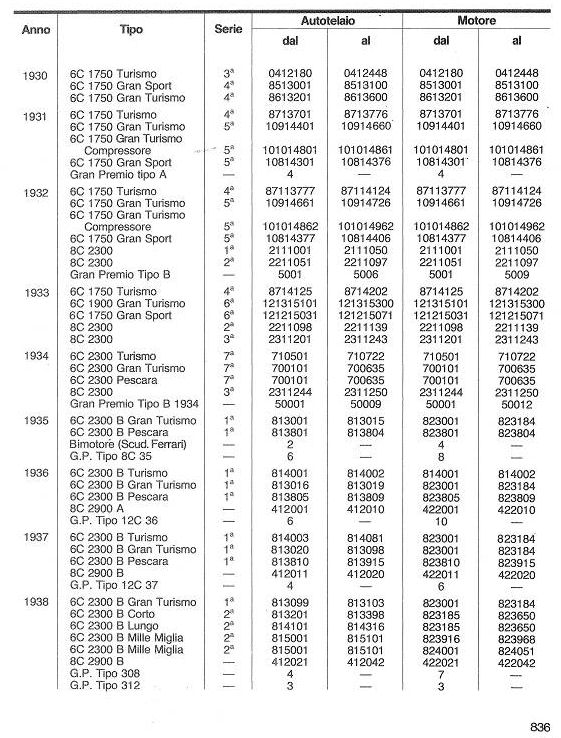 Anno Tipo Serie Autotelaio Motore
dal al dal al
1930 6C 1750 Turismo 3ª 0412180 0412448 0412180 0412448
6C 1750 Gran Sport 4ª 8513001 8513100 8513001 8513100
6C 1750 Gran Turismo 4ª 8613201 8613600 8613201 8613600
1931 6C 1750 Turismo 4ª 8713701 8713776 8713701 8713776
6C 1750 Gran Turismo 5ª 10914401 10914660 10914401 10914660
6C 1750 Gran Turismo
Compressore 5ª 101014801 101014861 101014801 101014861
6C 1750 Gran Sport 5ª 10814301 10814376 10814301 10814376
Gran Premio tipo A — 4 — 4 —
1932 6C 1750 Turismo 4ª 87113777 87114124 87113777 87114124
6C 1750 Gran Turismo 5ª 10914661 10914726 10914661 10914726
6C 1750 Gran Turismo
Compressore 5ª 101014862 101014962 101014862 101014962
6C 1750 Gran Sport 5ª 10814377 10814406 10814377 10814406
8C 2300 1ª 2111001 2111050 2111001 2111050
8C 2300 2ª 2211051 2211097 2211051 2211097
Gran Premio Tipo B — 5001 5006 5001 5009
1933 6C 1750 Turismo 4ª 8714125 8714202 8714125 8714202
6C 1900 Gran Turismo 6ª 121315101 121315300 121315101 121315300
6C 1750 Gran Sport 6ª 121215031 121215071 121215031 121215071
8C 2300 2ª 2211098 2211139 2211098 2211139
8C 2300 3ª 2311201 2311243 2311201 2311243
1934 6C 2300 Turismo 7ª 710501 710722 710501 710722
6C 2300 Gran Turismo 7ª 700101 700635 700101 700635
6C 2300 Pescara 7ª 700101 700635 700101 700635
8C 2300 3ª 2311244 2311250 2311244 2311250
Gran Premio Tipo B 1934 — 50001 50009 50001 50012
1935 6C 2300 B Gran Turismo 1ª 813001 813015 823001 823184
6C 2300 B Pescara 1ª 813801 813804 823801 823804
Bimotore (Scud. Ferrari) — 2 — 4 —
G.P. Tipo 8C 35 — 6 — 8 —
1936 6C 2300 B Turismo 1ª 814001 814002 814001 814002
6C 2300 B Gran Turismo 1ª 813016 813019 823001 823184
6C 2300 B Pescara 1ª 813805 813809 823805 823809
8C 2900 A — 412001 412010 422001 422010
G.P. Tipo 12C 36 — 6 — 10 —
1937 6C 2300 B Turismo 1ª 814003 814081 823001 823184
6C 2300 B Gran Turismo 1ª 813020 813098 823001 823184
6C 2300 B Pescara 1ª 813810 813915 823810 823915
8C 2900 B — 412011 412020 422011 422020
G.P. Tipo 12C 37 — 4 — 6 —
1938 6C 2300 B Gran Turismo 1ª 813099 813103 823001 823184
6C 2300 B Corto 2ª 813201 813398 823185 823650
6C 2300 B Lungo 2ª 814101 814316 823185 823650
6C 2300 B Mille Miglia 2ª 815001 815101 823916 823968
6C 2300 B Mille Miglia 2ª 815001 815101 824001 824051
8C 2900 B — 412021 412042 422021 422042
G.P. Tipo 308 — 4 — 7 —
G.P. Tipo 312 — 3 — 3 —
836